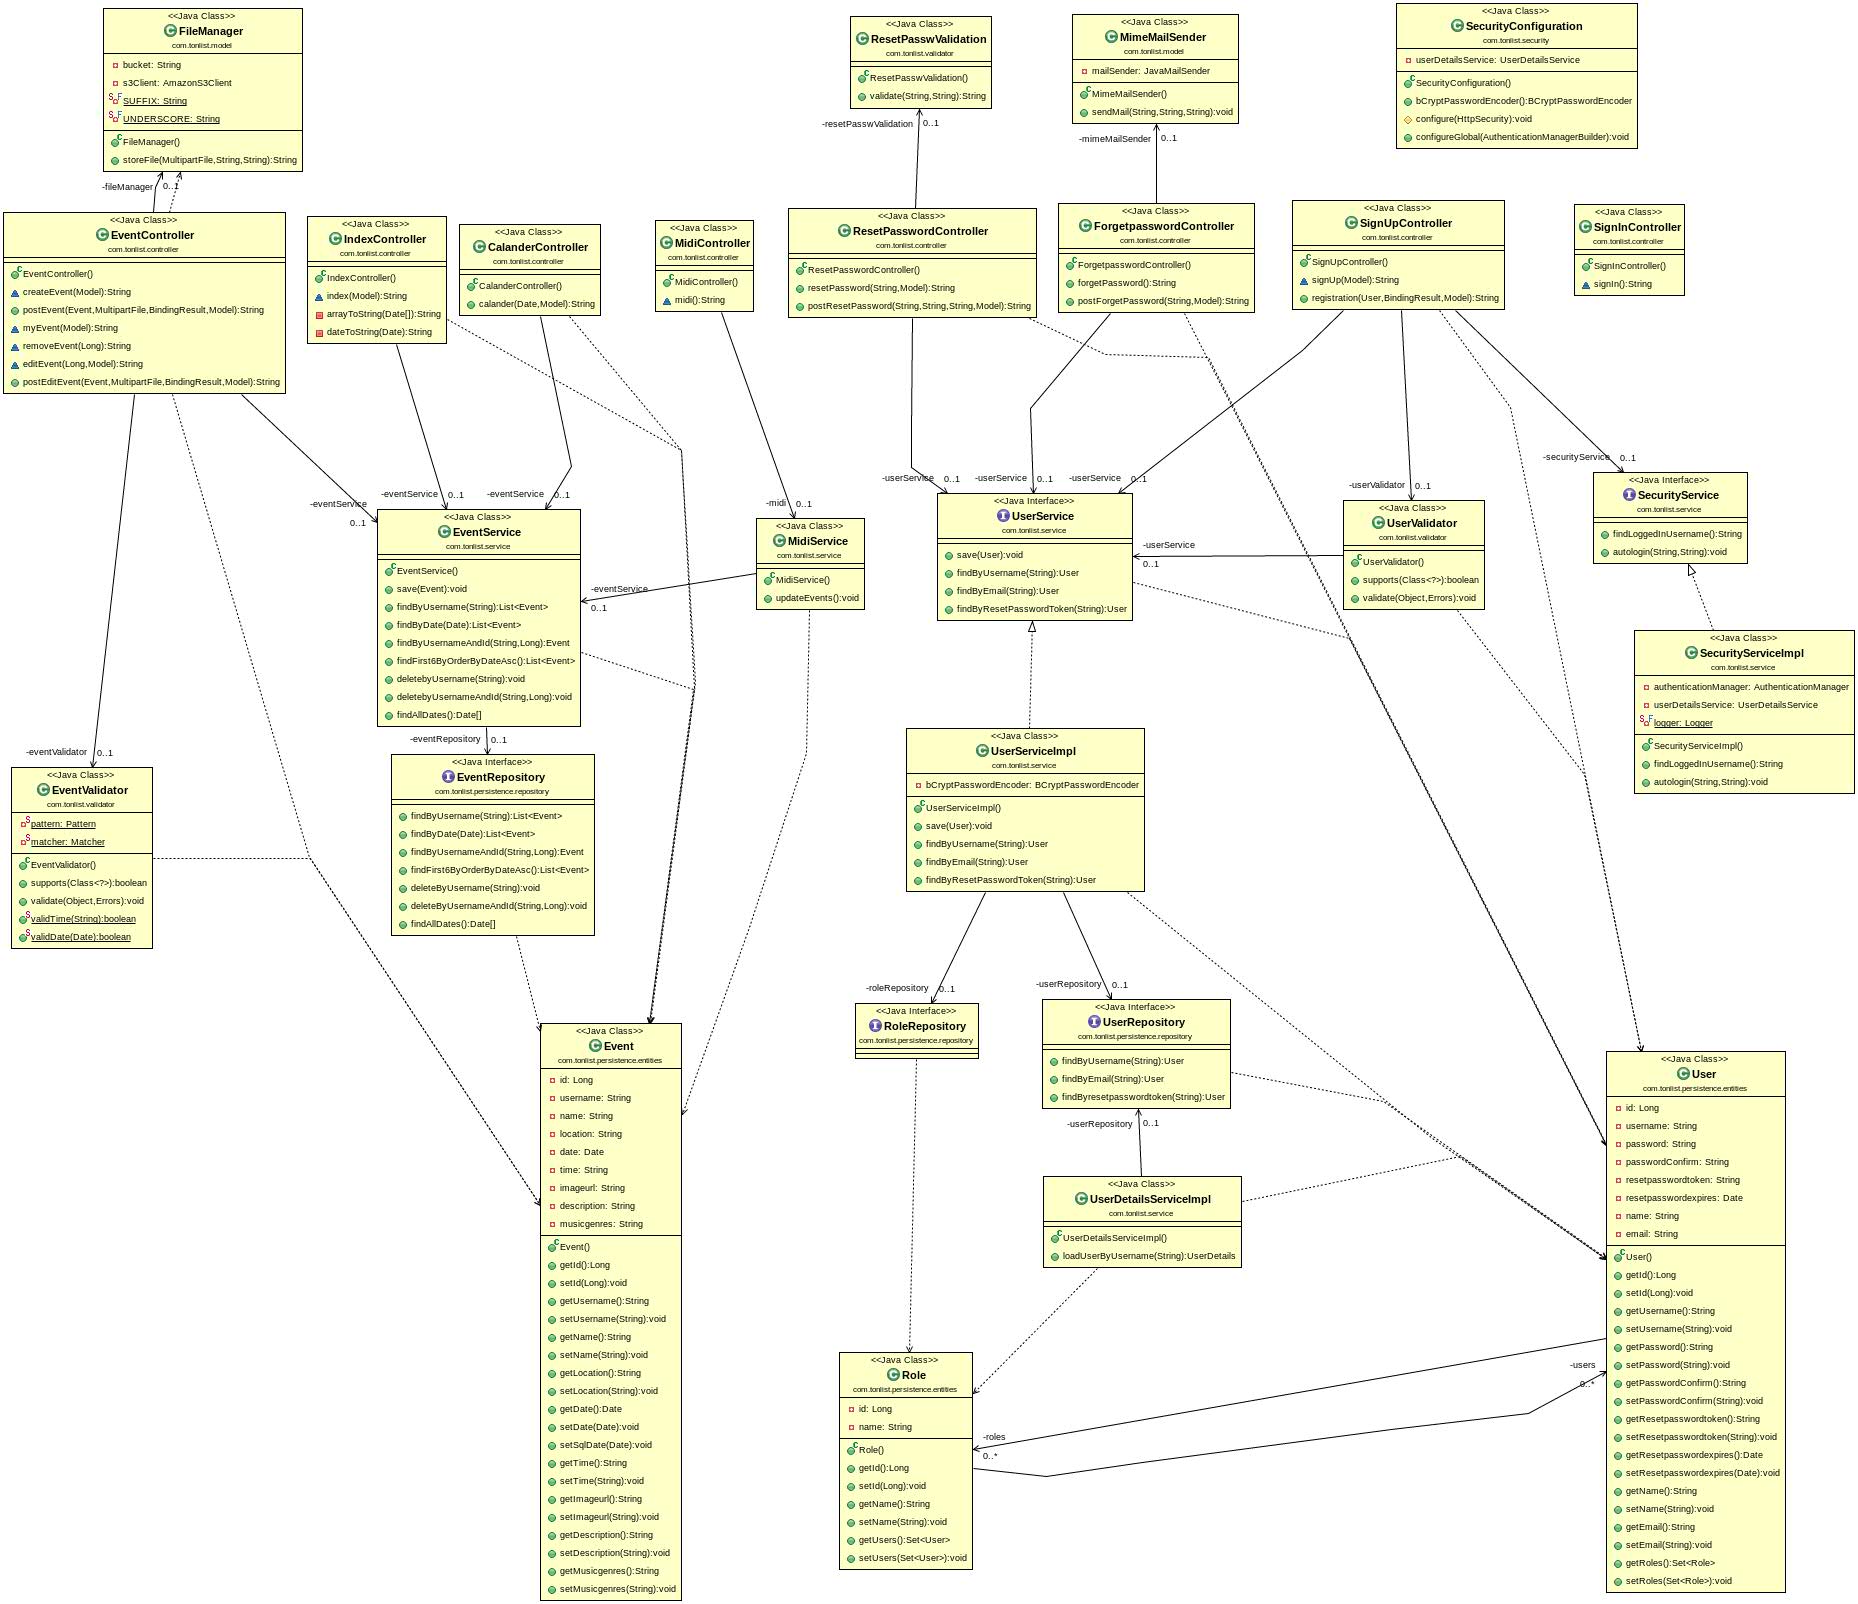 <<Java Class>>
FileManager
com.tonlist.model
bucket: String
s3Client: AmazonS3Client
SUFFIX: String
UNDERSCORE: String
FileManager()
storeFile(MultipartFile,String,String):String
<<Java Class>>
ResetPasswValidation
com.tonlist.validator
ResetPasswValidation()
validate(String,String):String
<<Java Class>>
MimeMailSender
com.tonlist.model
mailSender: JavaMailSender
MimeMailSender()
sendMail(String,String,String):void
<<Java Class>>
SecurityConfiguration
com.tonlist.security
userDetailsService: UserDetailsService
SecurityConfiguration()
bCryptPasswordEncoder():BCryptPasswordEncoder
configure(HttpSecurity):void
configureGlobal(AuthenticationManagerBuilder):void
-fileManager
0..1
-resetPasswValidation
0..1
-mimeMailSender
0..1
<<Java Class>>
EventController
com.tonlist.controller
EventController()
createEvent(Model):String
postEvent(Event,MultipartFile,BindingResult,Model):String
myEvent(Model):String
removeEvent(Long):String
editEvent(Long,Model):String
postEditEvent(Event,MultipartFile,BindingResult,Model):String
<<Java Class>>
IndexController
com.tonlist.controller
IndexController()
index(Model):String
arrayToString(Date[]):String
dateToString(Date):String
<<Java Class>>
CalanderController
com.tonlist.controller
CalanderController()
calander(Date,Model):String
<<Java Class>>
MidiController
com.tonlist.controller
MidiController()
midi():String
<<Java Class>>
ResetPasswordController
com.tonlist.controller
ResetPasswordController()
resetPassword(String,Model):String
postResetPassword(String,String,String,Model):String
<<Java Class>>
ForgetpasswordController
com.tonlist.controller
ForgetpasswordController()
forgetPassword():String
postForgetPassword(String,Model):String
<<Java Class>>
SignUpController
com.tonlist.controller
SignUpController()
signUp(Model):String
registration(User,BindingResult,Model):String
<<Java Class>>
SignInController
com.tonlist.controller
SignInController()
signIn():String
-eventService
0..1
-eventService
0..1
-eventService
0..1
-midi
0..1
-userService
0..1
-userService
0..1
-userService
0..1
-userValidator
0..1
-securityService
0..1
<<Java Class>>
EventService
com.tonlist.service
EventService()
save(Event):void
findByUsername(String):List<Event>
findByDate(Date):List<Event>
findByUsernameAndId(String,Long):Event
findFirst6ByOrderByDateAsc():List<Event>
deletebyUsername(String):void
deletebyUsernameAndId(String,Long):void
findAllDates():Date[]
<<Java Class>>
MidiService
com.tonlist.service
MidiService()
updateEvents():void
-eventService
0..1
<<Java Interface>>
UserService
com.tonlist.service
save(User):void
findByUsername(String):User
findByEmail(String):User
findByResetPasswordToken(String):User
-userService
0..1
<<Java Class>>
UserValidator
com.tonlist.validator
UserValidator()
supports(Class<?>):boolean
validate(Object,Errors):void
<<Java Interface>>
SecurityService
com.tonlist.service
findLoggedInUsername():String
autologin(String,String):void
<<Java Class>>
SecurityServiceImpl
com.tonlist.service
authenticationManager: AuthenticationManager
userDetailsService: UserDetailsService
logger: Logger
SecurityServiceImpl()
findLoggedInUsername():String
autologin(String,String):void
-eventValidator
0..1
-eventRepository
0..1
<<Java Class>>
EventValidator
com.tonlist.validator
pattern: Pattern
matcher: Matcher
EventValidator()
supports(Class<?>):boolean
validate(Object,Errors):void
validTime(String):boolean
validDate(Date):boolean
<<Java Interface>>
EventRepository
com.tonlist.persistence.repository
findByUsername(String):List<Event>
findByDate(Date):List<Event>
findByUsernameAndId(String,Long):Event
findFirst6ByOrderByDateAsc():List<Event>
deleteByUsername(String):void
deleteByUsernameAndId(String,Long):void
findAllDates():Date[]
<<Java Class>>
UserServiceImpl
com.tonlist.service
bCryptPasswordEncoder: BCryptPasswordEncoder
UserServiceImpl()
save(User):void
findByUsername(String):User
findByEmail(String):User
findByResetPasswordToken(String):User
-roleRepository
0..1
-userRepository
0..1
<<Java Interface>>
RoleRepository
com.tonlist.persistence.repository
<<Java Interface>>
UserRepository
com.tonlist.persistence.repository
findByUsername(String):User
findByEmail(String):User
findByresetpasswordtoken(String):User
-userRepository
0..1
<<Java Class>>
UserDetailsServiceImpl
com.tonlist.service
UserDetailsServiceImpl()
loadUserByUsername(String):UserDetails
<<Java Class>>
Event
com.tonlist.persistence.entities
id: Long
username: String
name: String
location: String
date: Date
time: String
imageurl: String
description: String
musicgenres: String
Event()
getId():Long
setId(Long):void
getUsername():String
setUsername(String):void
getName():String
setName(String):void
getLocation():String
setLocation(String):void
getDate():Date
setDate(Date):void
setSqlDate(Date):void
getTime():String
setTime(String):void
getImageurl():String
setImageurl(String):void
getDescription():String
setDescription(String):void
getMusicgenres():String
setMusicgenres(String):void
<<Java Class>>
Role
com.tonlist.persistence.entities
id: Long
name: String
Role()
getId():Long
setId(Long):void
getName():String
setName(String):void
getUsers():Set<User>
setUsers(Set<User>):void
-roles
0..*
-users
0..*
<<Java Class>>
User
com.tonlist.persistence.entities
id: Long
username: String
password: String
passwordConfirm: String
resetpasswordtoken: String
resetpasswordexpires: Date
name: String
email: String
User()
getId():Long
setId(Long):void
getUsername():String
setUsername(String):void
getPassword():String
setPassword(String):void
getPasswordConfirm():String
setPasswordConfirm(String):void
getResetpasswordtoken():String
setResetpasswordtoken(String):void
getResetpasswordexpires():Date
setResetpasswordexpires(Date):void
getName():String
setName(String):void
getEmail():String
setEmail(String):void
getRoles():Set<Role>
setRoles(Set<Role>):void